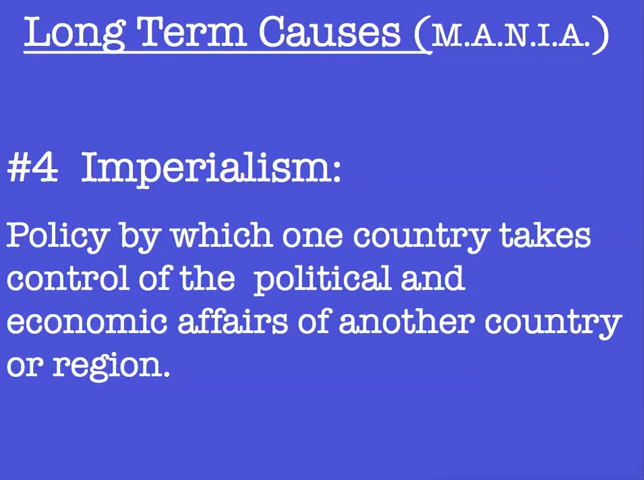 Long Term Causes (M.A.N.I.A.)
#4 Imperialism:
Policy by which one country takes
control of the political and
economic affairs of another country
or region.